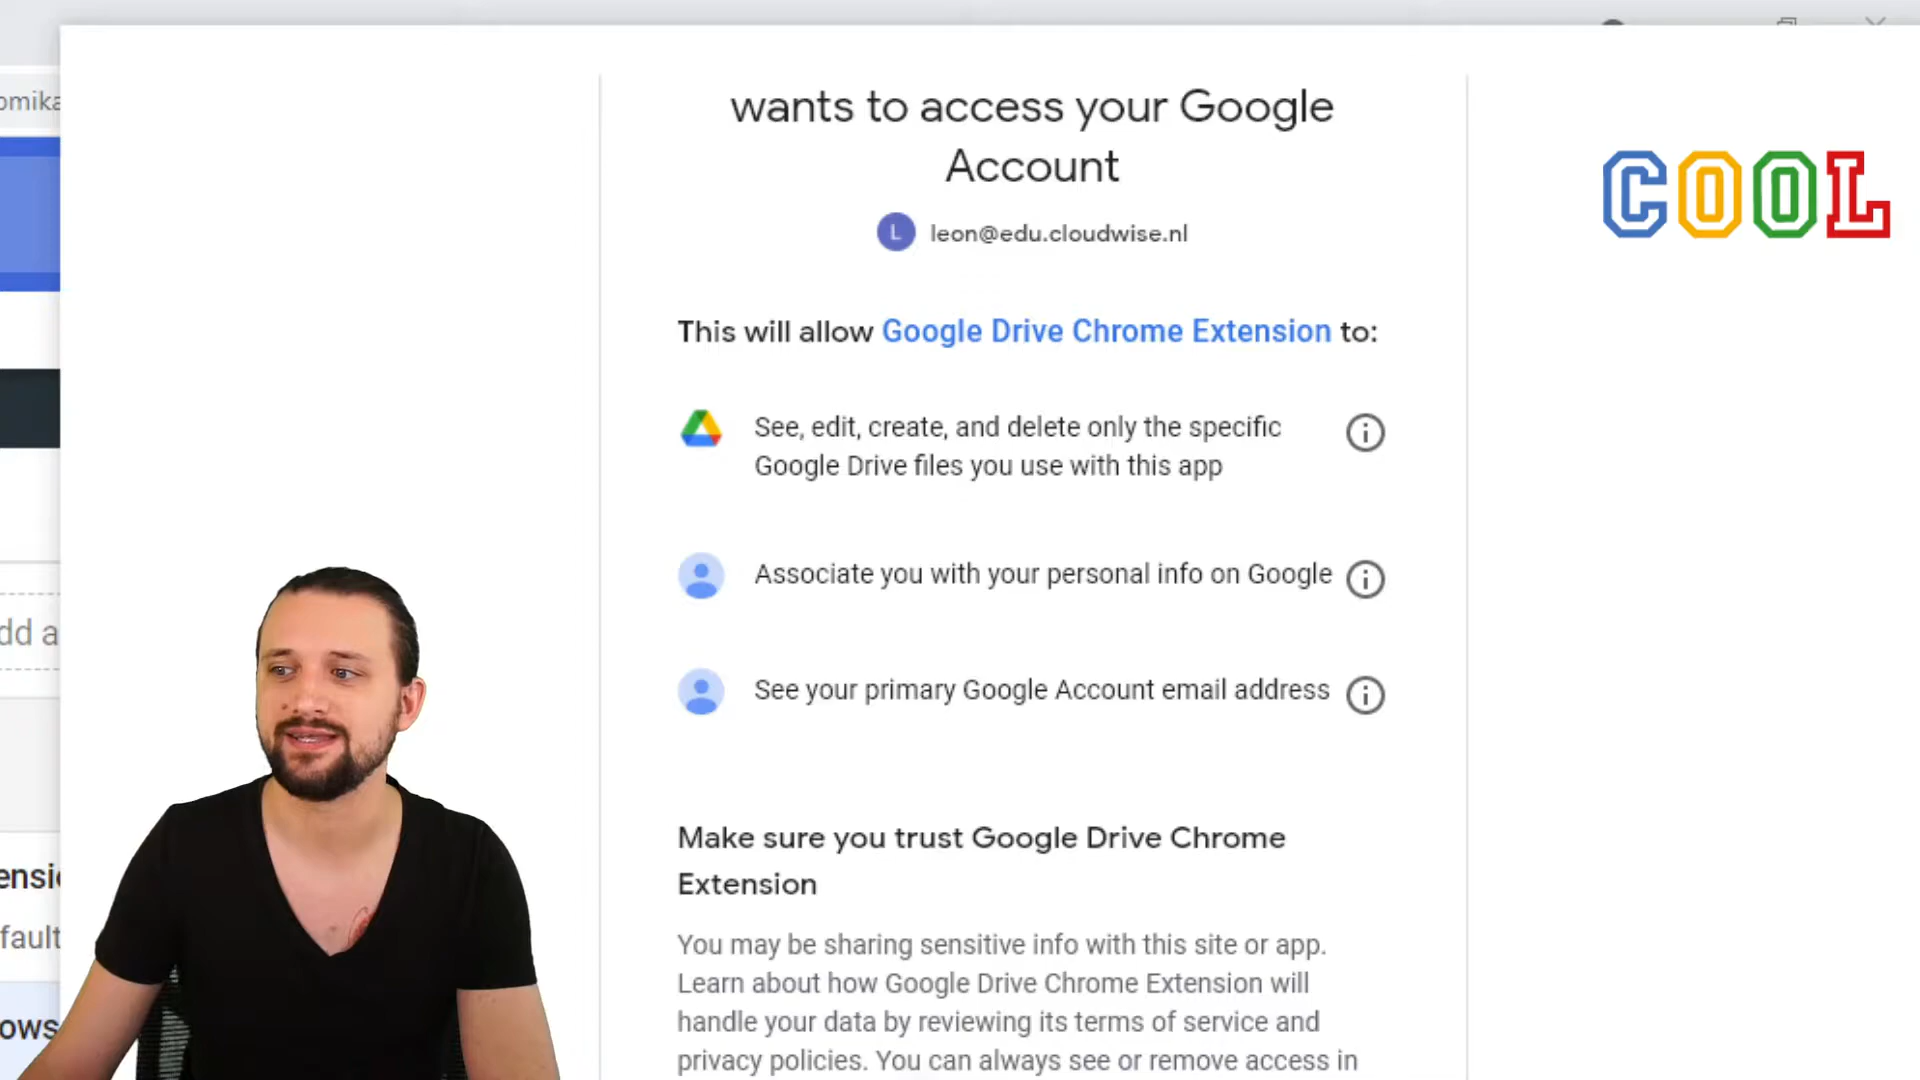 omika
wants to access your Google
Account
L leon@edu.cloudwise.nl
COOL
This will allow Google Drive Chrome Extension to:
See, edit, create, and delete only the specific
Google Drive files you use with this app
Associate you with your personal info on Google
dd a
See your primary Google Account email address
Make sure you trust Google Drive Chrome
Extension
ensio
fault
You may be sharing sensitive info with this site or app.
Learn about how Google Drive Chrome Extension will
handle your data by reviewing its terms of service and
ows
privacy policies. You can always see or remove access in